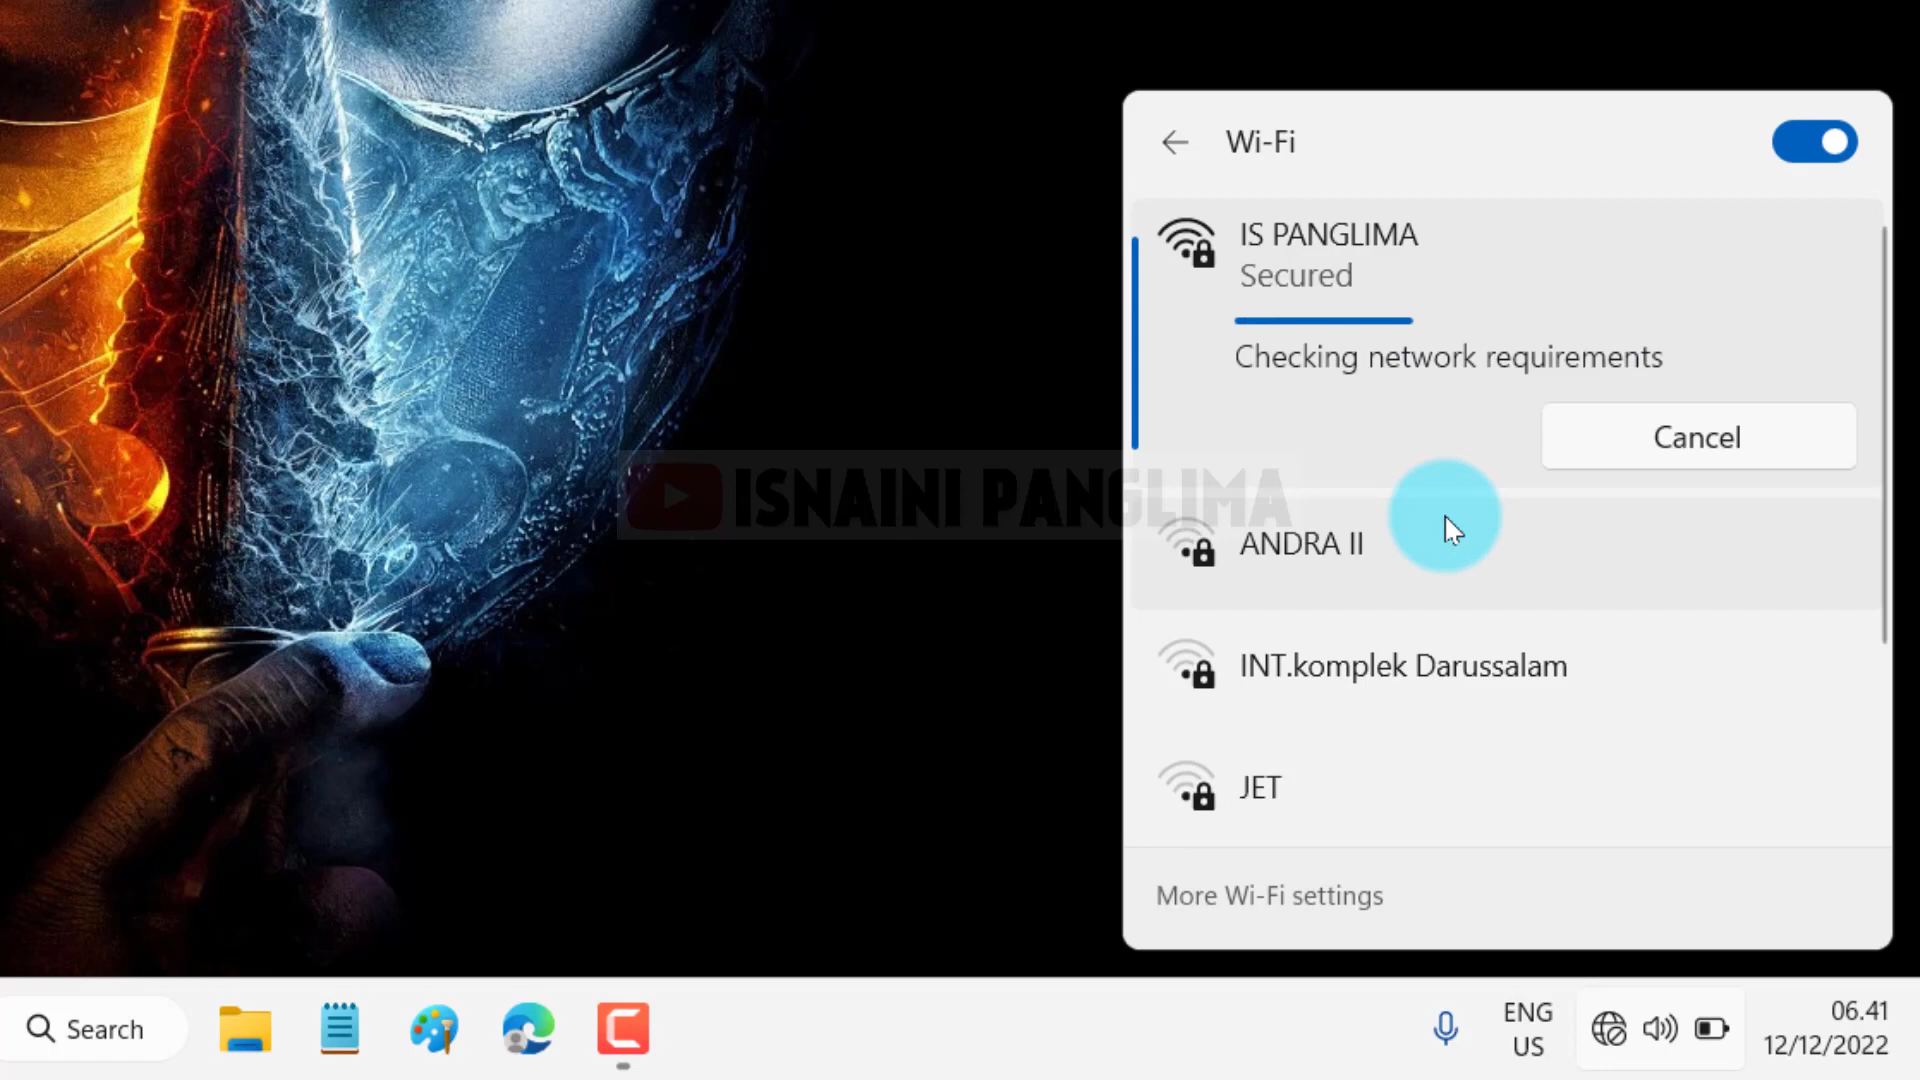 Wi-Fi
IS PANGLIMA
Secured
Checking network requirements
Cancel
ISNAINI PANGLIMA
ANDRA II
INT.komplek Darussalam
JET
More Wi-Fi settings
Search
ENG
US
06.41
12/12/2022